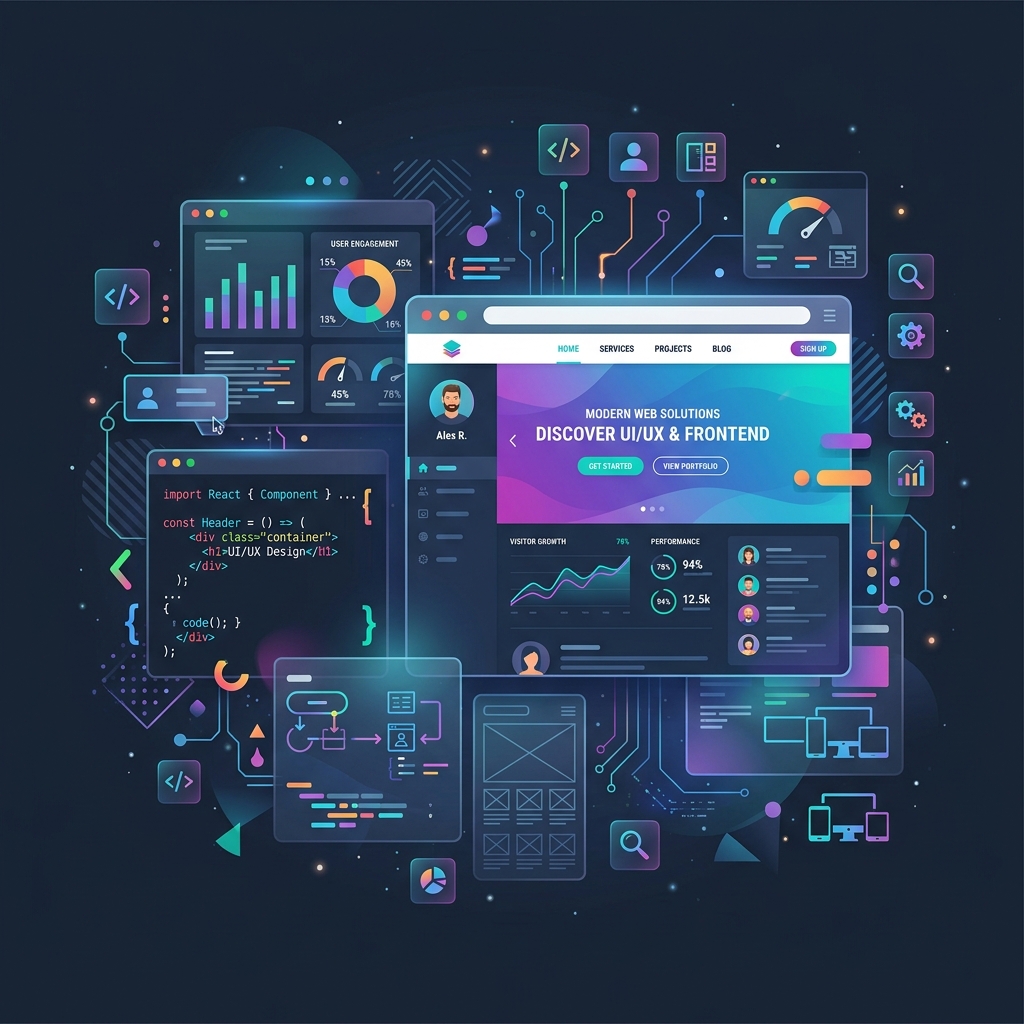 USER ENGAGEMENT
15%
45%
13%
16%
45%
78%
HOME SERVICES PROJECTS BLOG SIGN UP
Ales R.
MODERN WEB SOLUTIONS
DISCOVER UI/UX & FRONTEND
GET STARTED VIEW PORTFOLIO
VISITOR GROWTH 76%
PERFORMANCE
75% 94%
94% 12.5k
import React { Component } ...
const Header = () => (
<div class="container">
<h1>UI/UX Design</h1>
</div>
);
...
{
code(); }
</div>
);
</>
</>
</>
{
{
}